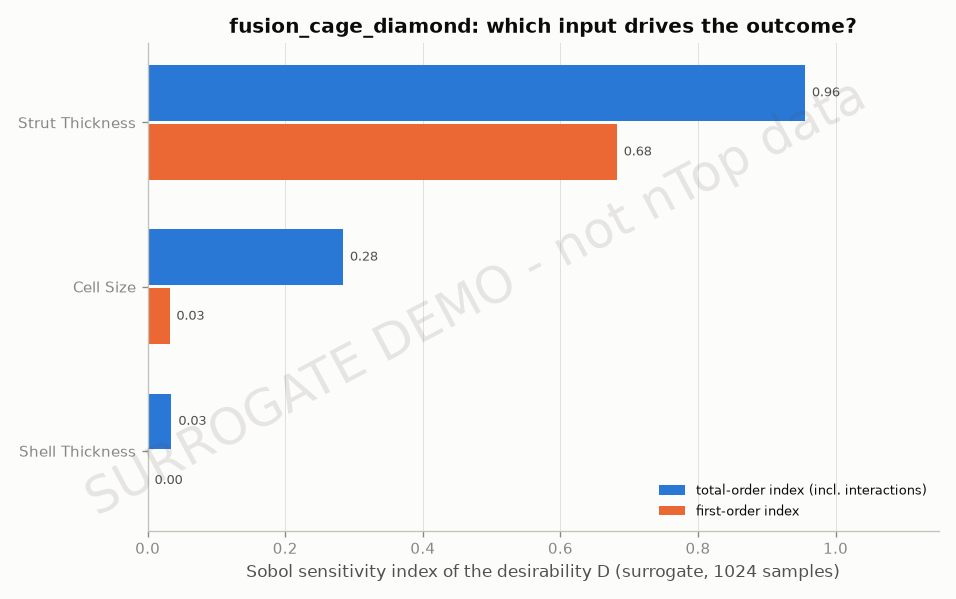 fusion_cage_diamond: which input drives the outcome?
0.96
Strut Thickness
0.68
0.28
Cell Size
0.03
0.03
Shell Thickness
0.00
SURROGATE DEMO - not nTop data
total-order index (incl. interactions)
first-order index
0.0 0.2 0.4 0.6 0.8 1.0
Sobol sensitivity index of the desirability D (surrogate, 1024 samples)